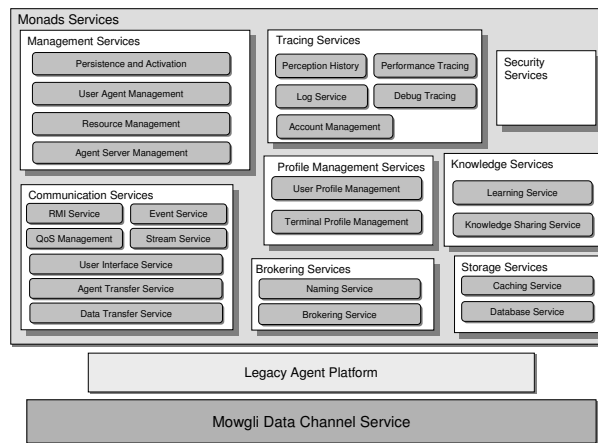 Monads Services
Management Services
Persistence and Activation
User Agent Management
Resource Management
Agent Server Management
Tracing Services
Perception History
Performance Tracing
Log Service
Debug Tracing
Account Management
Security
Services
Profile Management Services
User Profile Management
Terminal Profile Management
Knowledge Services
Learning Service
Knowledge Sharing Service
Communication Services
RMI Service
Event Service
QoS Management
Stream Service
User Interface Service
Agent Transfer Service
Data Transfer Service
Brokering Services
Naming Service
Brokering Service
Storage Services
Caching Service
Database Service
Legacy Agent Platform
Mowgli Data Channel Service